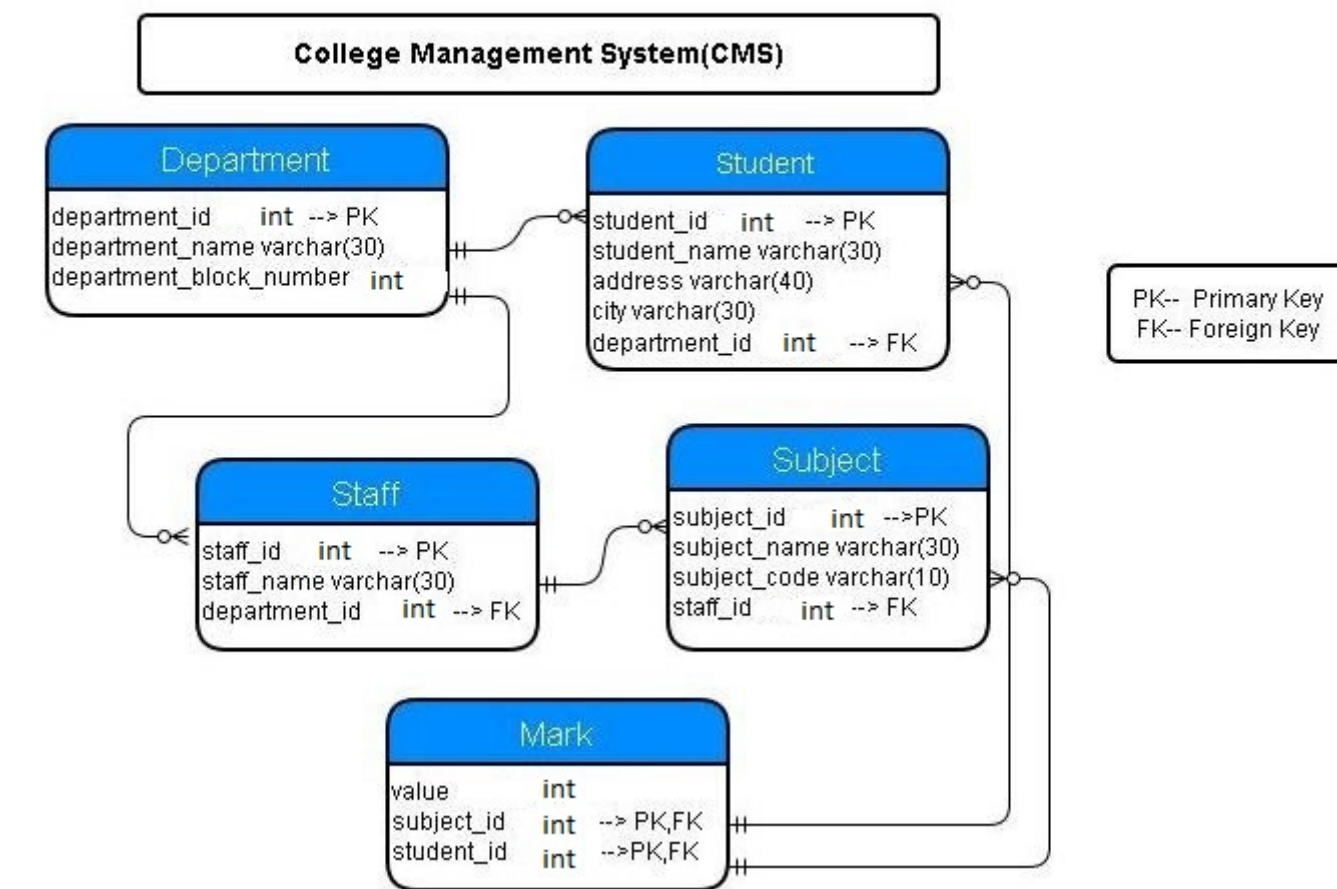 College Management System(CMS)
Department
department_id int --> PK
department_name varchar(30)
department_block_number int
Student
student_id int --> PK
student_name varchar(30)
address varchar(40)
city varchar(30)
department_id int --> FK
PK-- Primary Key
FK-- Foreign Key
Staff
staff_id int --> PK
staff_name varchar(30)
department_id int --> FK
Subject
subject_id int -->PK
subject_name varchar(30)
subject_code varchar(10)
staff_id int --> FK
Mark
value int
subject_id int --> PK,FK
student_id int -->PK,FK